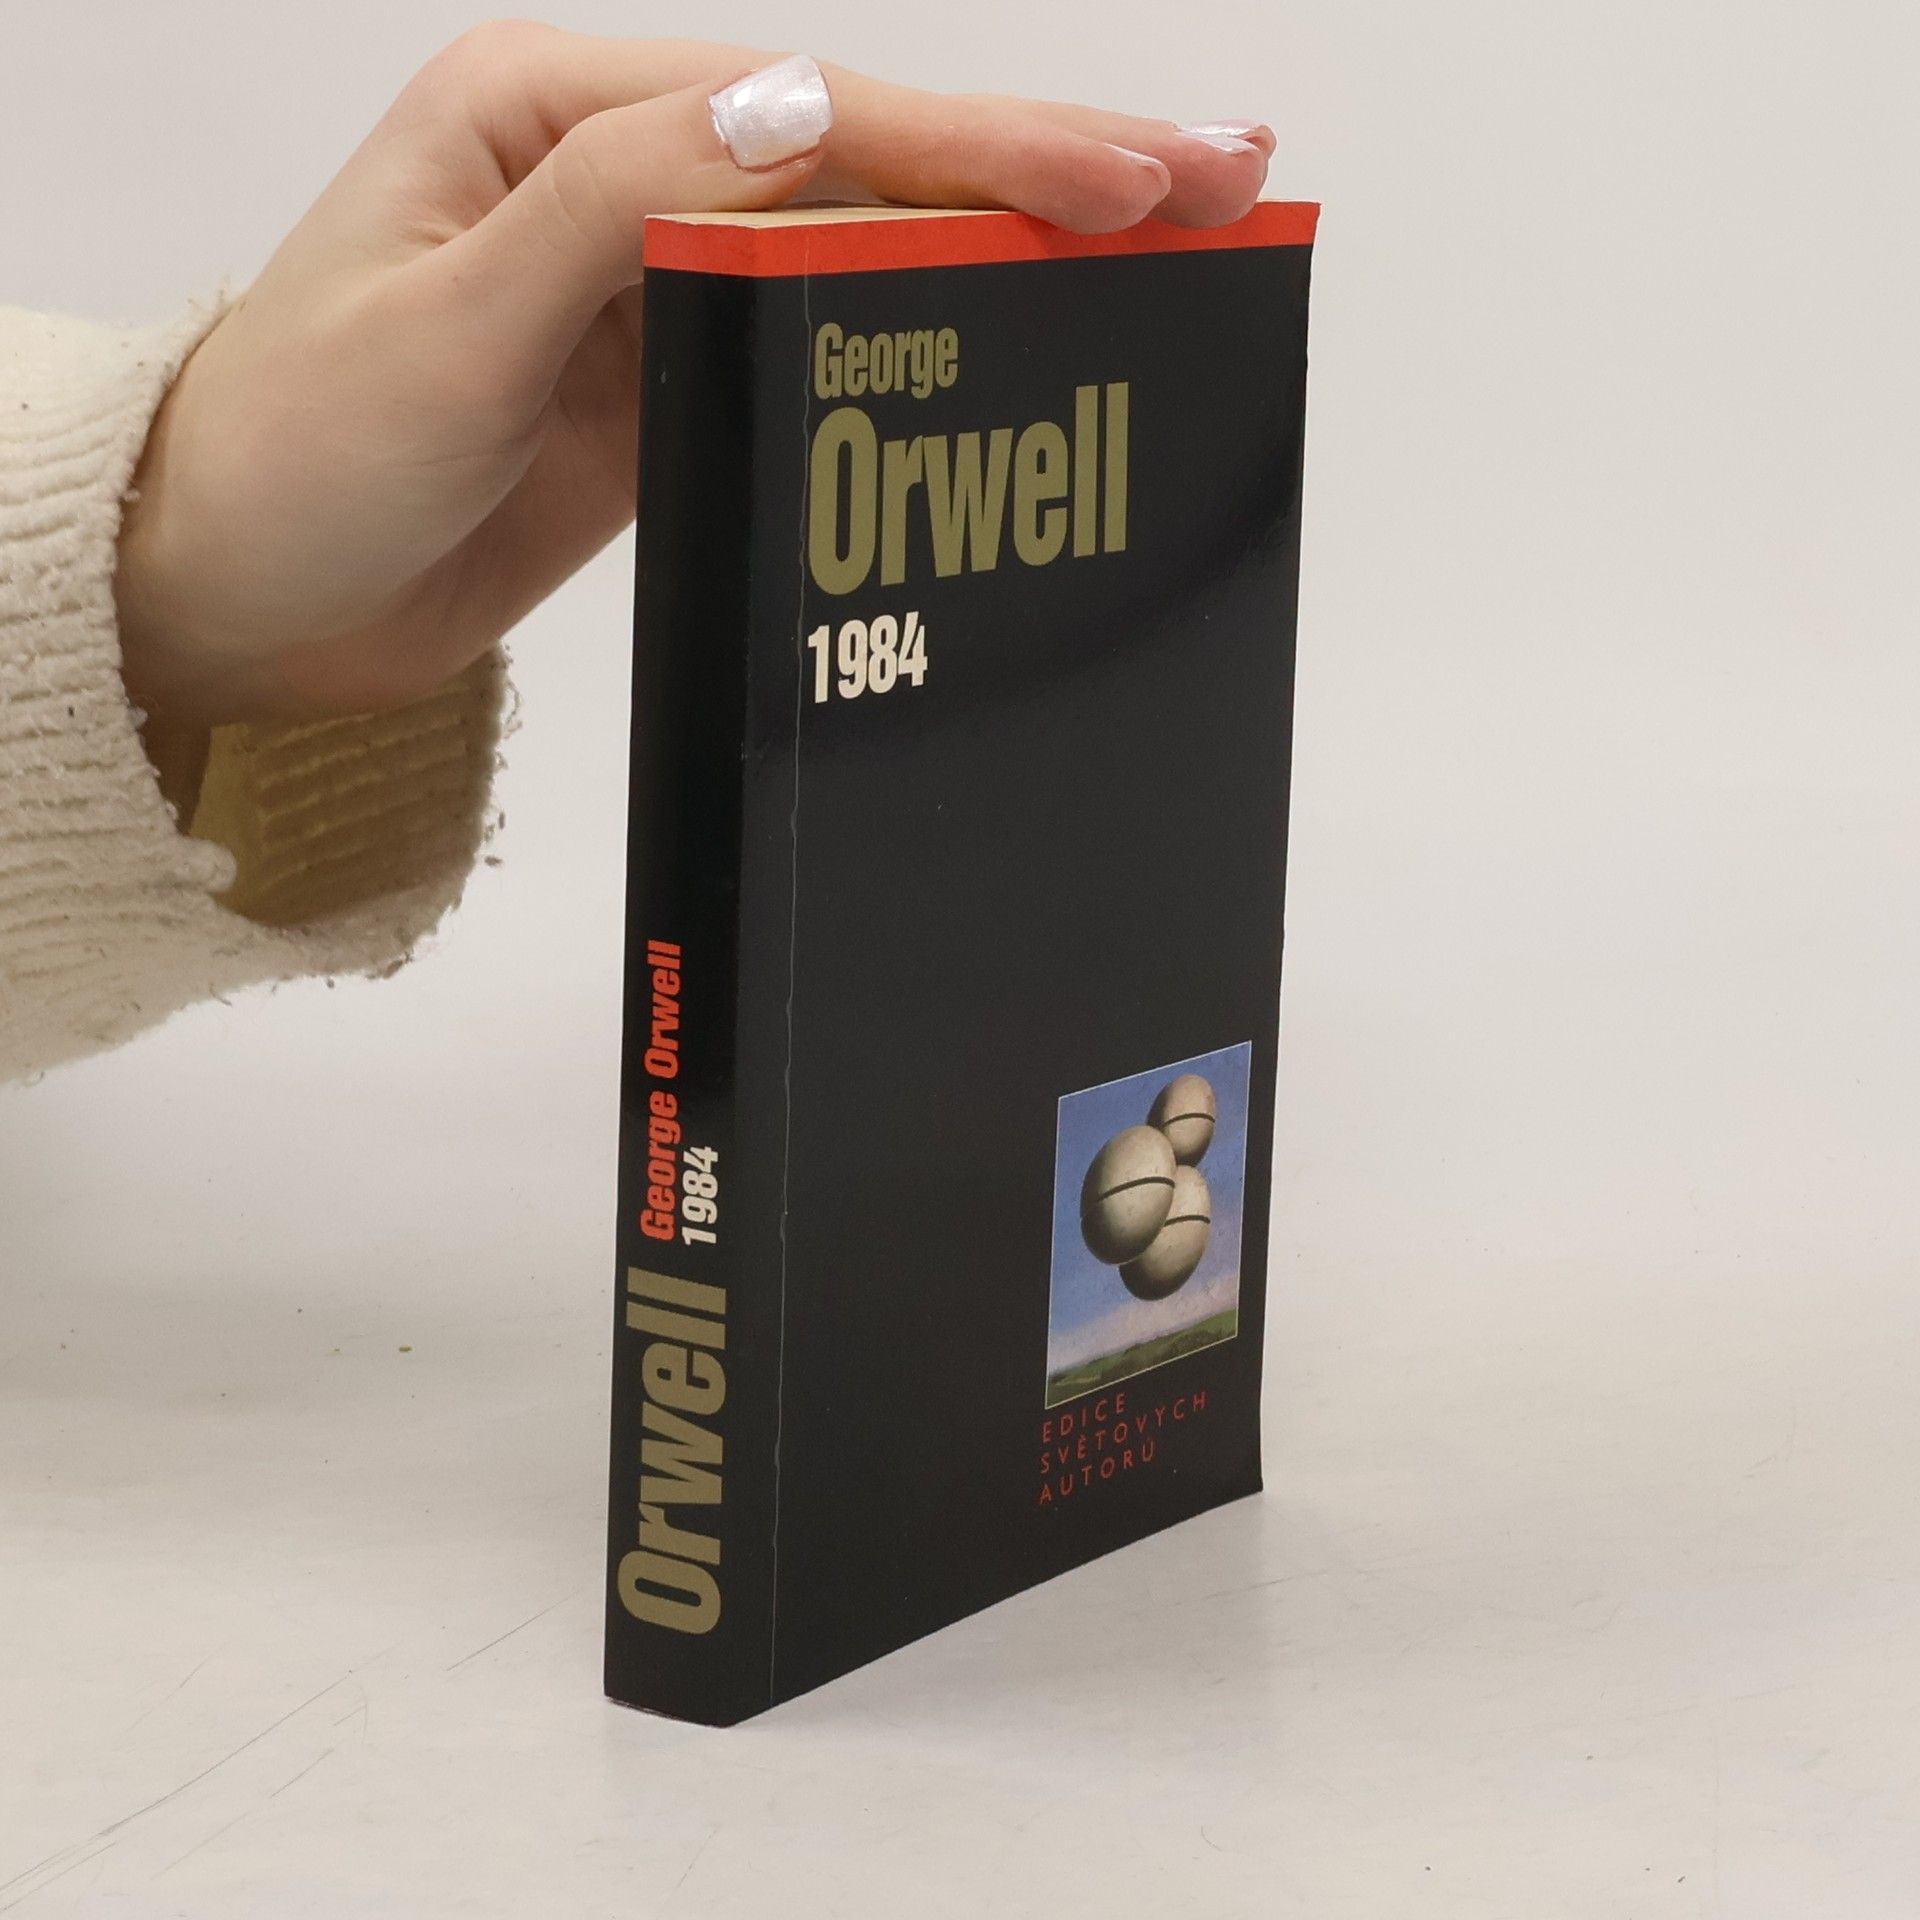 George
Orwell
1984
EDICE
SVĚTOVÝCH
AUTORŮ
George Orwell
1984
Orwell